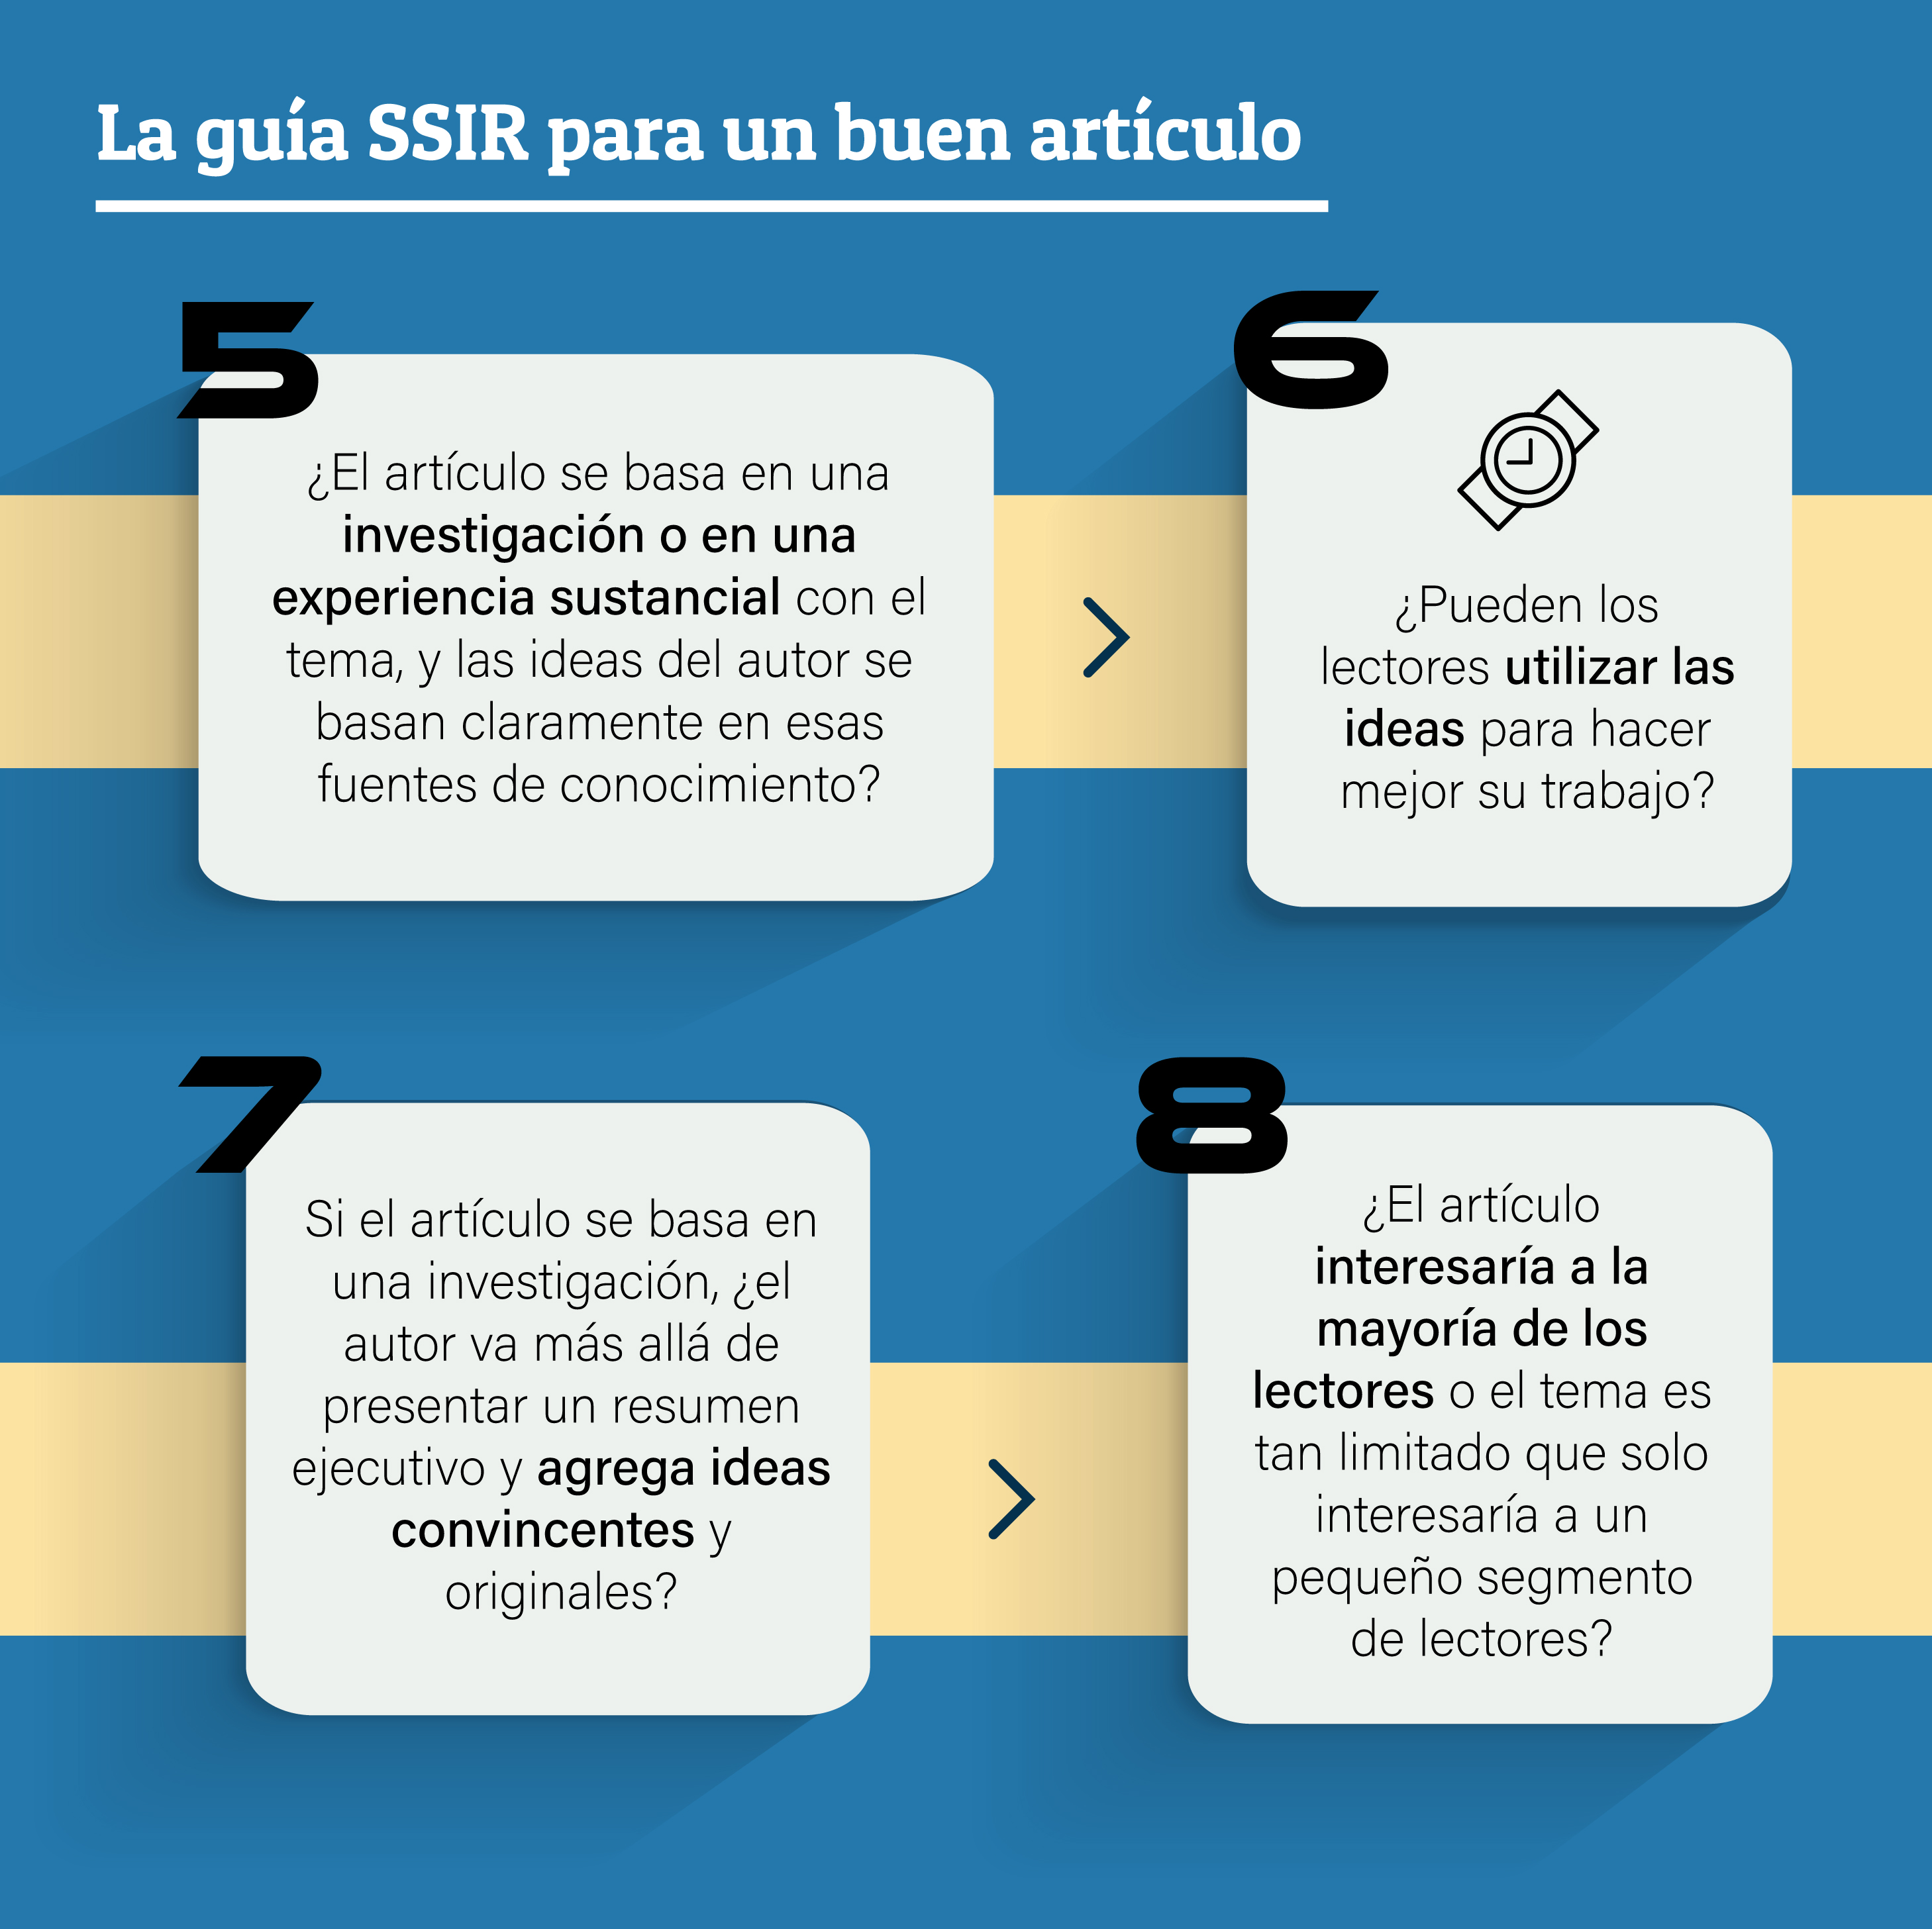 La guía SSIR para un buen artículo
5
¿El artículo se basa en una
investigación o en una
experiencia sustancial con el
tema, y las ideas del autor se
basan claramente en esas
fuentes de conocimiento?
6
¿Pueden los
lectores utilizar las
ideas para hacer
mejor su trabajo?
7
Si el artículo se basa en
una investigación, ¿el
autor va más allá de
presentar un resumen
ejecutivo y agrega ideas
convincentes y
originales?
8
¿El artículo
interesaría a la
mayoría de los
lectores o el tema es
tan limitado que solo
interesaría a un
pequeño segmento
de lectores?